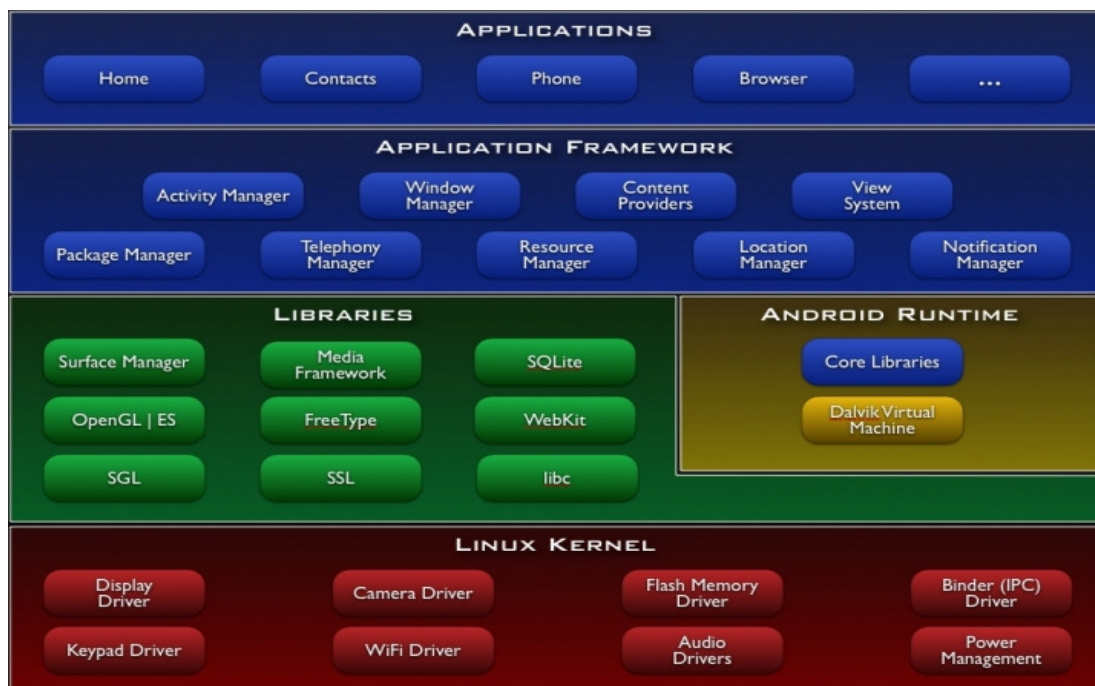 APPLICATIONS
Home
Contacts
Phone
Browser
...
APPLICATION FRAMEWORK
Activity Manager
Window
Manager
Content
Providers
View
System
Package Manager
Telephony
Manager
Resource
Manager
Location
Manager
Notification
Manager
LIBRARIES
Surface Manager
Media
Framework
SQLite
OpenGL | ES
FreeType
WebKit
SGL
SSL
libc
ANDROID RUNTIME
Core Libraries
Dalvik Virtual
Machine
LINUX KERNEL
Display
Driver
Camera Driver
Flash Memory
Driver
Binder (IPC)
Driver
Keypad Driver
WiFi Driver
Audio
Drivers
Power
Management